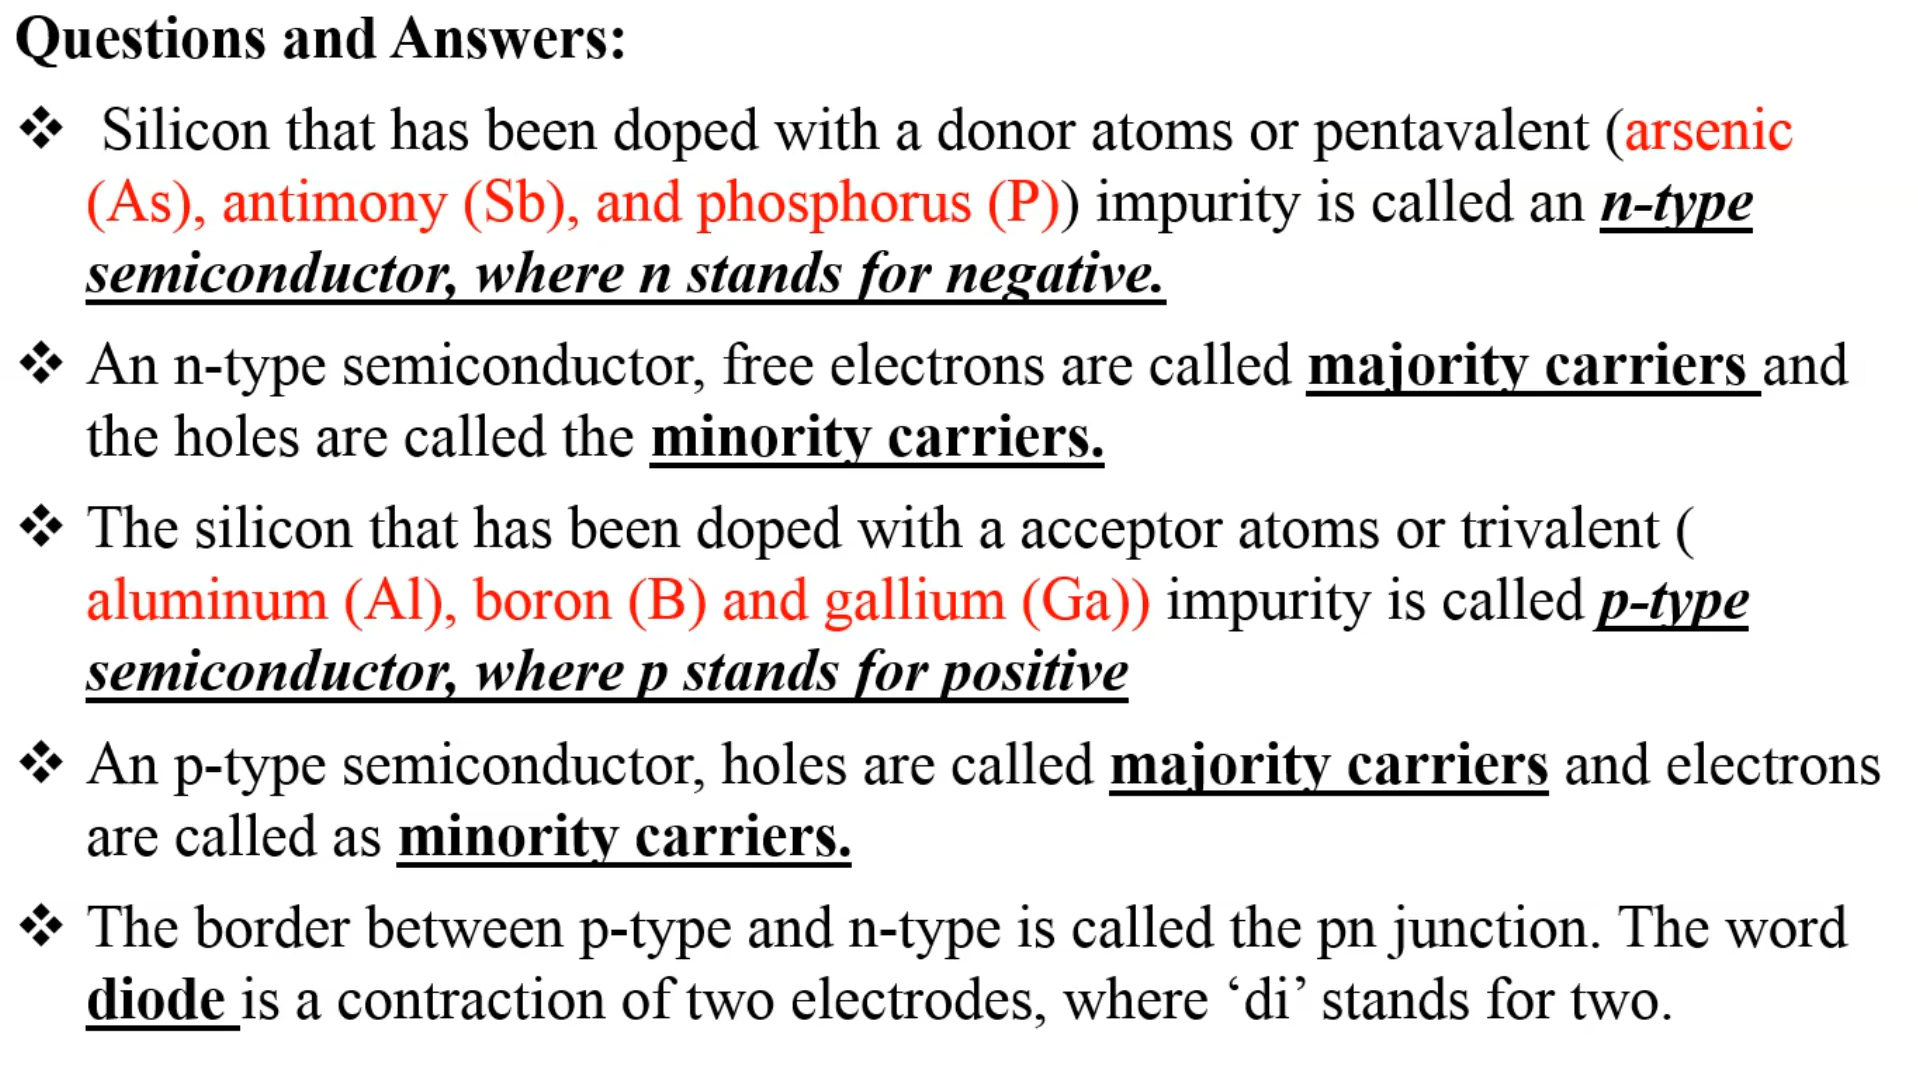 Questions and Answers:
❖ Silicon that has been doped with a donor atoms or pentavalent (arsenic
(As), antimony (Sb), and phosphorus (P)) impurity is called an n-type
semiconductor, where n stands for negative.
❖ An n-type semiconductor, free electrons are called majority carriers and
the holes are called the minority carriers.
❖ The silicon that has been doped with a acceptor atoms or trivalent (
aluminum (Al), boron (B) and gallium (Ga)) impurity is called p-type
semiconductor, where p stands for positive
❖ An p-type semiconductor, holes are called majority carriers and electrons
are called as minority carriers.
❖ The border between p-type and n-type is called the pn junction. The word
diode is a contraction of two electrodes, where ‘di’ stands for two.